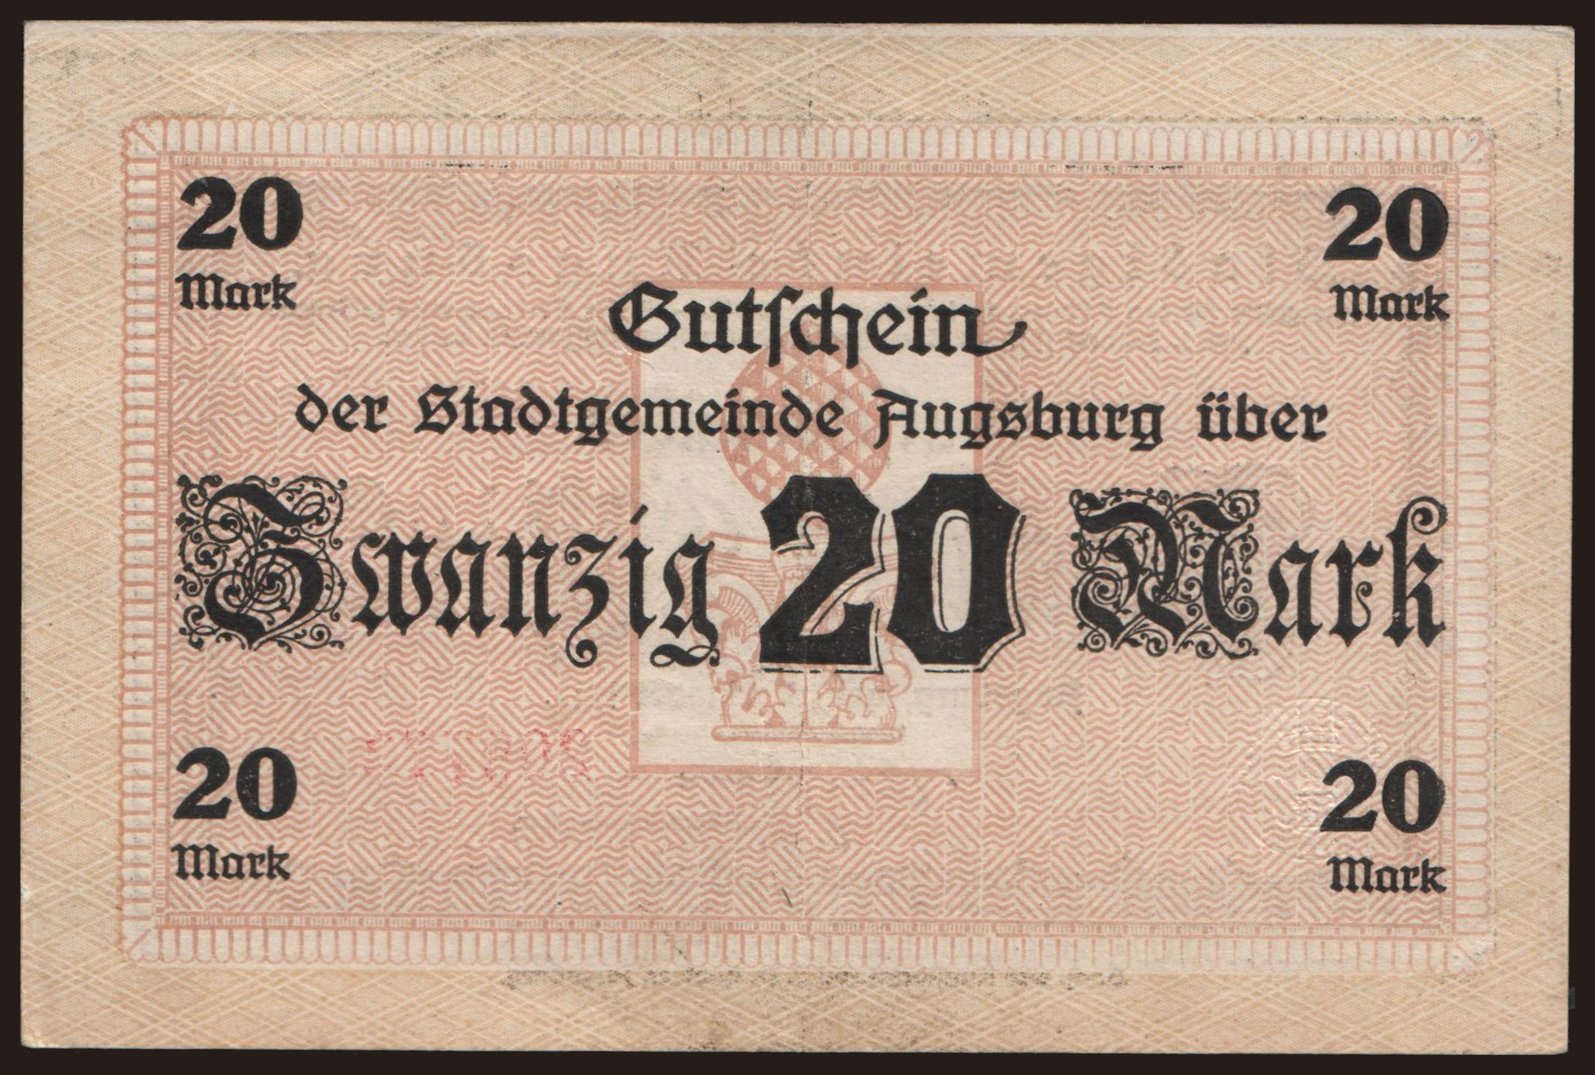 20 20
Mark Mark
Gutschein
der Stadtgemeinde Augsburg über
Zwanzig 20 Mark
20 20
Mark Mark